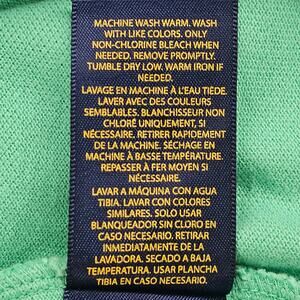 MACHINE WASH WARM. WASH
WITH LIKE COLORS. ONLY
NON-CHLORINE BLEACH WHEN
NEEDED. REMOVE PROMPTLY.
TUMBLE DRY LOW. WARM IRON IF
NEEDED.
LAVAGE EN MACHINE À L'EAU TIÈDE.
LAVER AVEC DES COULEURS
SEMBLABLES. BLANCHISSEUR NON
CHLORÉ UNIQUEMENT, SI
NÉCESSAIRE. RETIRER RAPIDEMENT
DE LA MACHINE. SÉCHAGE EN
MACHINE À BASSE TEMPÉRATURE.
REPASSER À FER MOYEN SI
NÉCESSAIRE.
LAVAR A MÁQUINA CON AGUA
TIBIA. LAVAR CON COLORES
SIMILARES. SOLO USAR
BLANQUEADOR SIN CLORO EN
CASO NECESARIO. RETIRAR
INMEDIATAMENTE DE LA
LAVADORA. SECADO A BAJA
TEMPERATURA. USAR PLANCHA
TIBIA EN CASO NECESARIO.